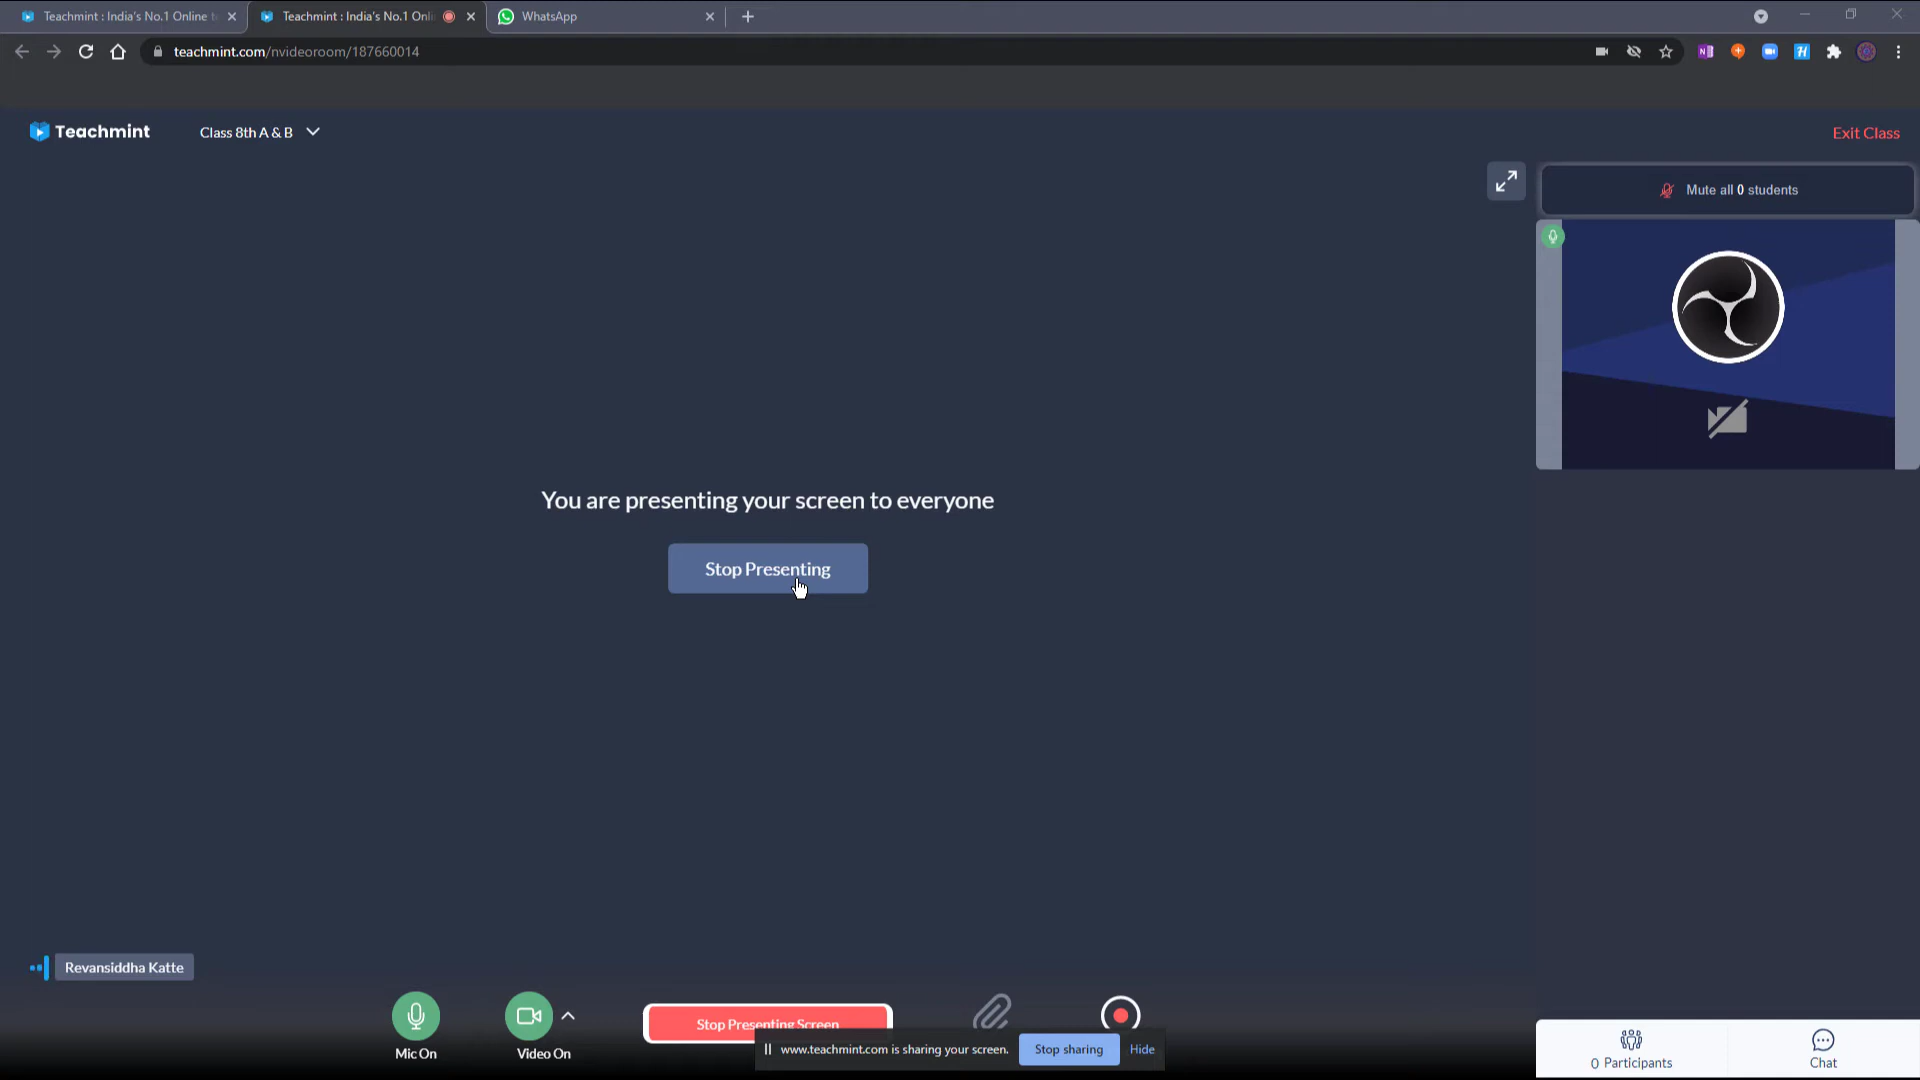 Teachmint : India's No.1 Online t
Teachmint : India's No.1 Onli
WhatsApp
teachmint.com/nvideoroom/187660014
Teachmint
Class 8th A & B
Exit Class
Mute all 0 students
You are presenting your screen to everyone
Stop Presenting
Revansiddha Katte
Stop Presenting Screen
Mic On
Video On
www.teachmint.com is sharing your screen.
Stop sharing
Hide
0 Participants
Chat